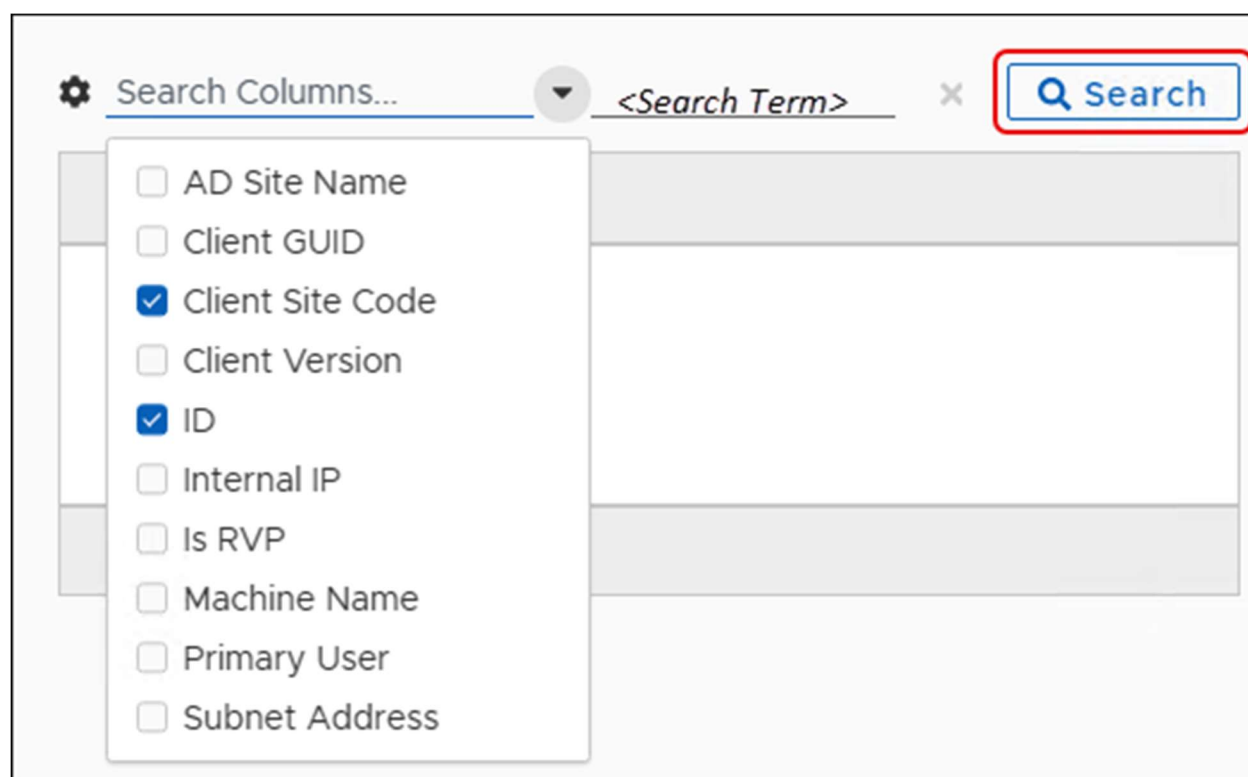 Search Columns... <Search Term> Search
AD Site Name
Client GUID
Client Site Code
Client Version
ID
Internal IP
Is RVP
Machine Name
Primary User
Subnet Address